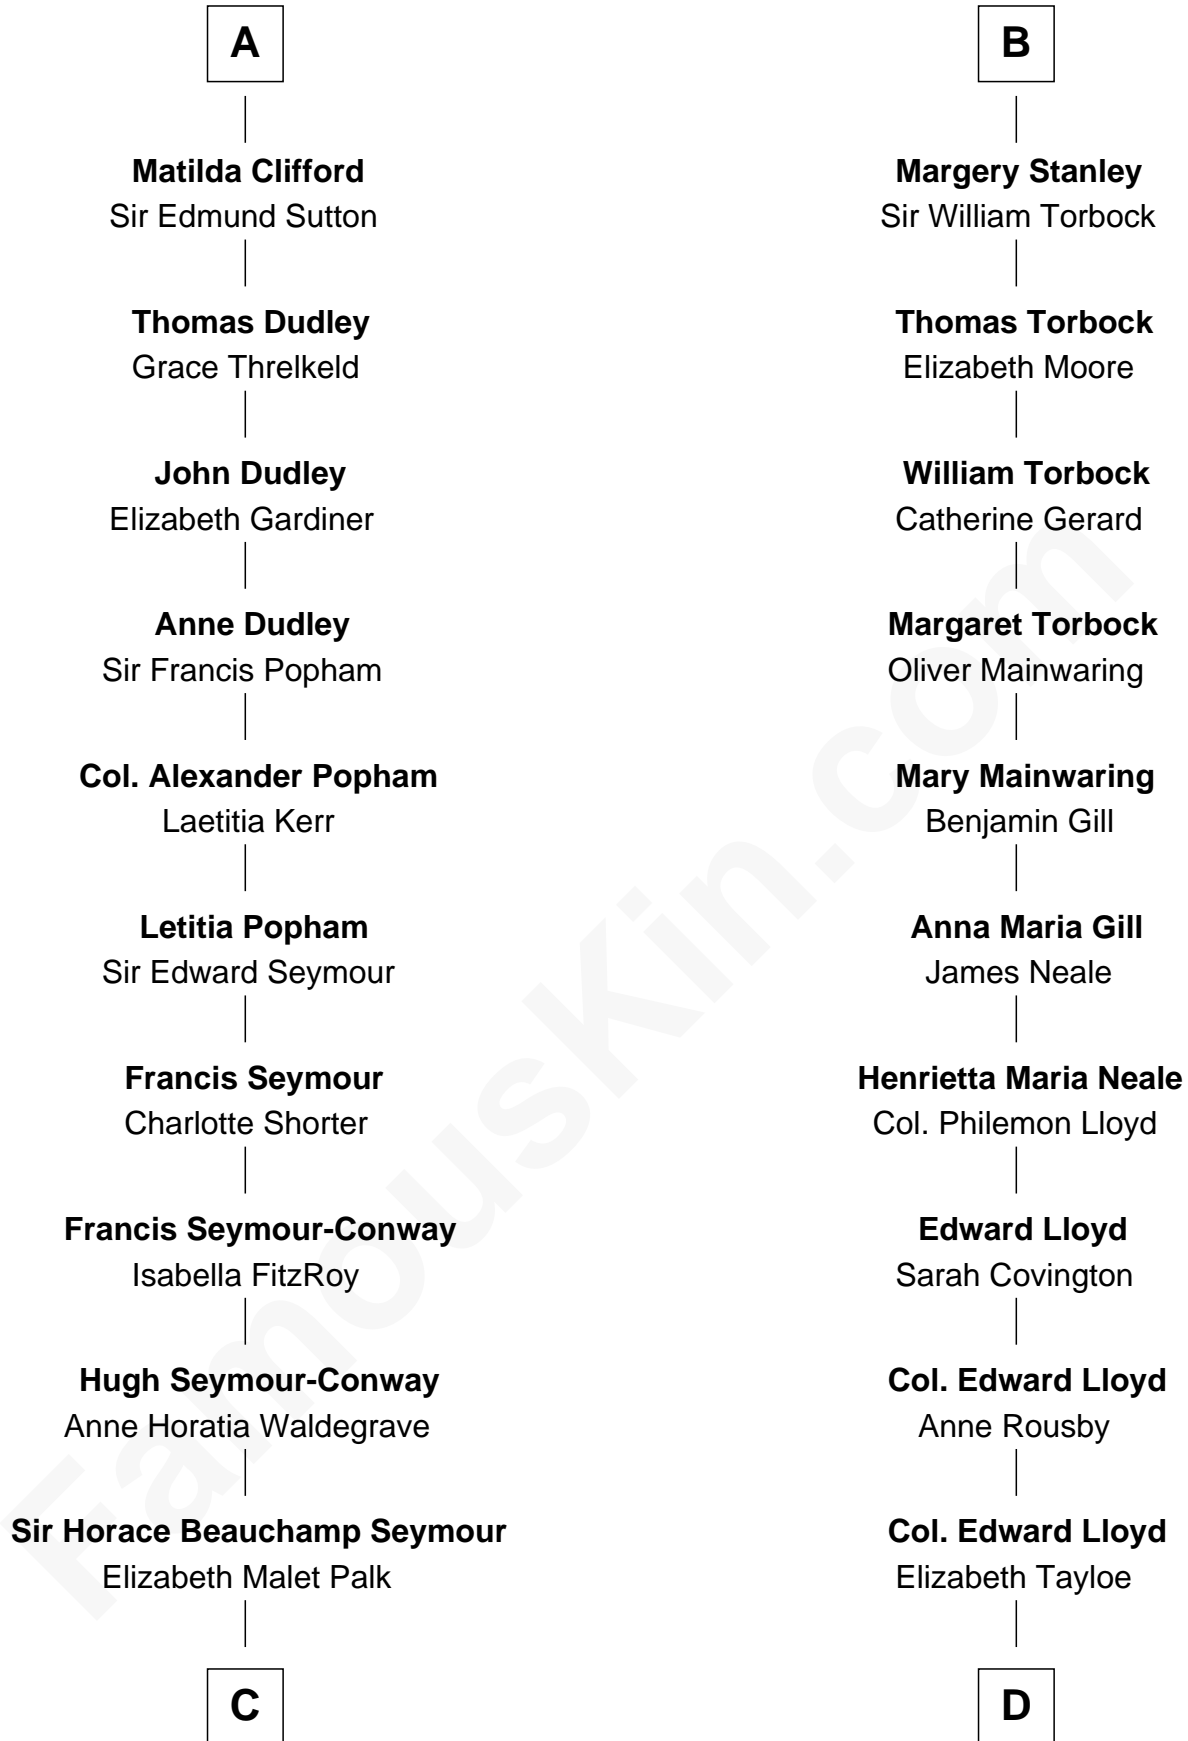 A
Matilda Clifford
Sir Edmund Sutton
Thomas Dudley
Grace Threlkeld
John Dudley
Elizabeth Gardiner
Anne Dudley
Sir Francis Popham
Col. Alexander Popham
Laetitia Kerr
Letitia Popham
Sir Edward Seymour
Francis Seymour
Charlotte Shorter
Francis Seymour-Conway
Isabella FitzRoy
Hugh Seymour-Conway
Anne Horatia Waldegrave
Sir Horace Beauchamp Seymour
Elizabeth Malet Palk
C
B
Margery Stanley
Sir William Torbock
Thomas Torbock
Elizabeth Moore
William Torbock
Catherine Gerard
Margaret Torbock
Oliver Mainwaring
Mary Mainwaring
Benjamin Gill
Anna Maria Gill
James Neale
Henrietta Maria Neale
Col. Philemon Lloyd
Edward Lloyd
Sarah Covington
Col. Edward Lloyd
Anne Rousby
Col. Edward Lloyd
Elizabeth Tayloe
D
FamousKin.com